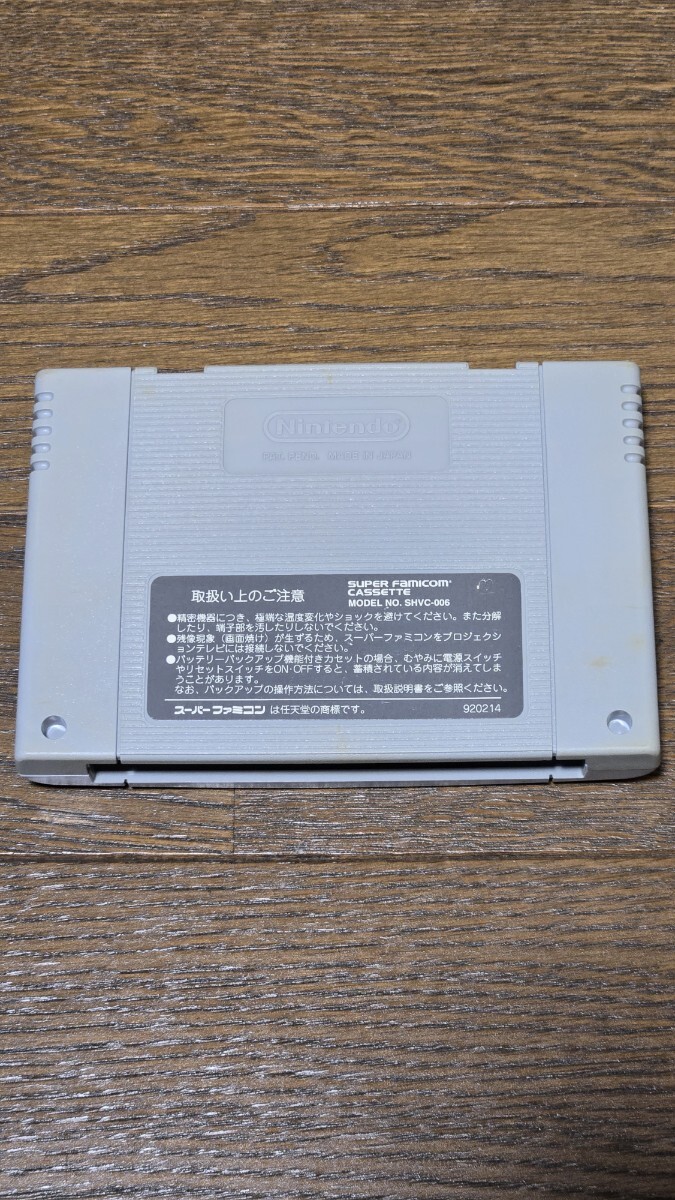 Nintendo
PAT. PEND. MADE IN JAPAN
取扱い上のご注意
SUPER FAMICOM
CASSETTE
MODEL NO. SHVC-006
●精密機器につき、極端な温度変化やショックを避けてください。また分解
したり、端子部を汚したりしないでください。
●残像現象（画面焼け）が生ずるため、スーパーファミコンをプロジェクシ
ョンテレビには接続しないでください。
●バッテリーバックアップ機能付きカセットの場合、むやみに電源スイッチ
やリセットスイッチをON・OFFすると、蓄積されている内容が消えてしま
うことがあります。
なお、バックアップの操作方法については、取扱説明書をご参照ください。
スーパーファミコン は任天堂の商標です。
920214